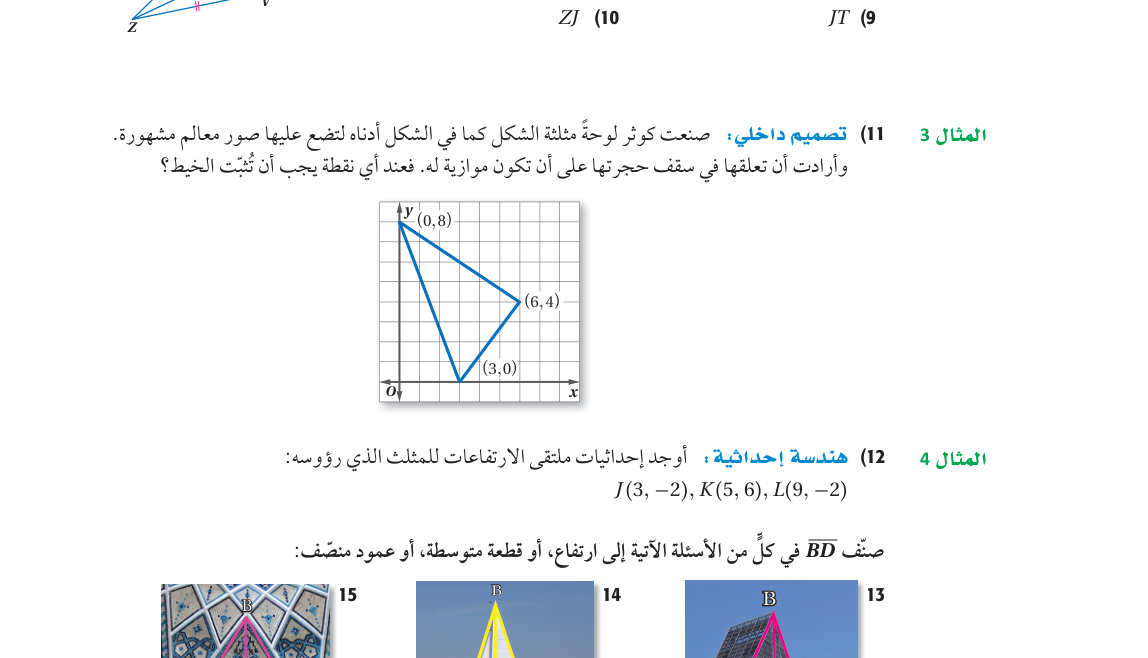 Z
V
JT (9
ZJ (10
المثال 3
(11 تصميم داخلي: صنعت كوثر لوحةً مثلثة الشكل كما في الشكل أدناه لتضع عليها صور معالم مشهورة.
وأرادت أن تعلقها في سقف حجرتها على أن تكون موازية له. فعند أي نقطة يجب أن تُثبّت الخيط؟
y
(0,8)
(6,4)
(3,0)
O
x
المثال 4
(12 هندسة إحداثية: أوجد إحداثيات ملتقى الارتفاعات للمثلث الذي رؤوسه:
J(3, −2), K(5, 6), L(9, −2)
صنّف BD في كلٍّ من الأسئلة الآتية إلى ارتفاع، أو قطعة متوسطة، أو عمود منصّف:
13
B
14
B
15
B